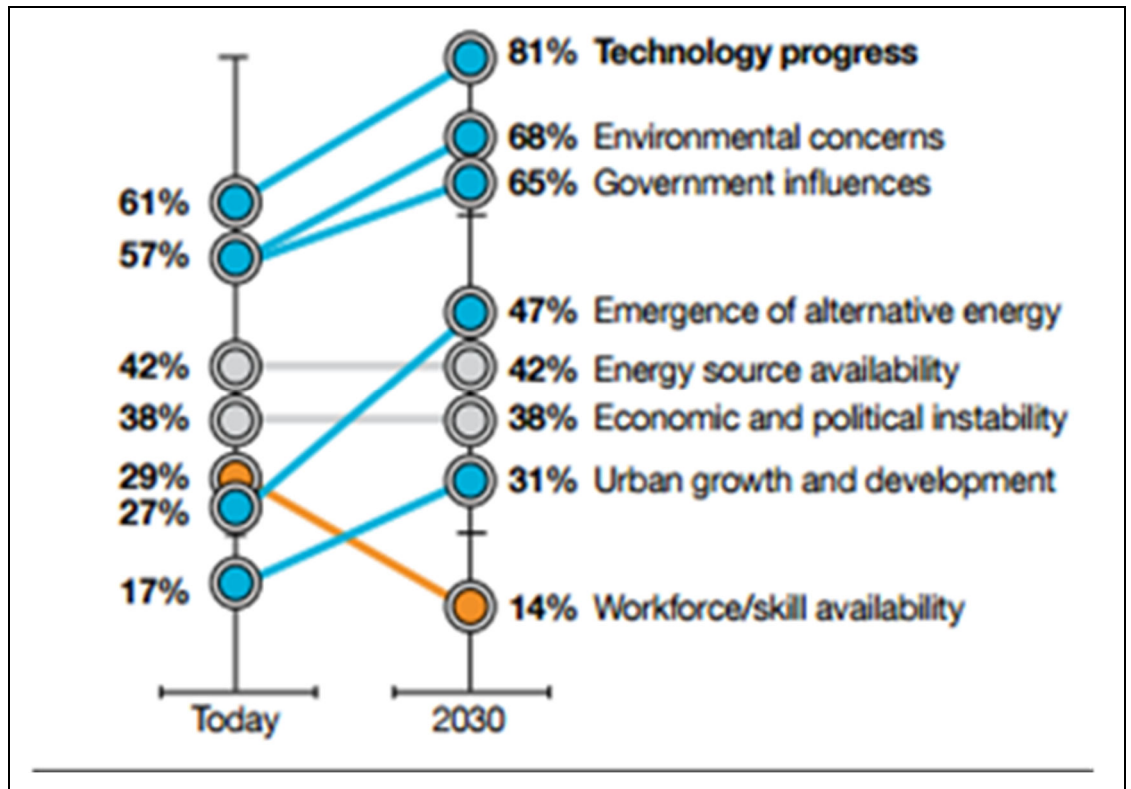 81% Technology progress
68% Environmental concerns
61%
65% Government influences
57%
47% Emergence of alternative energy
42%
42% Energy source availability
38%
38% Economic and political instability
29%
31% Urban growth and development
27%
17%
14% Workforce/skill availability
Today
2030